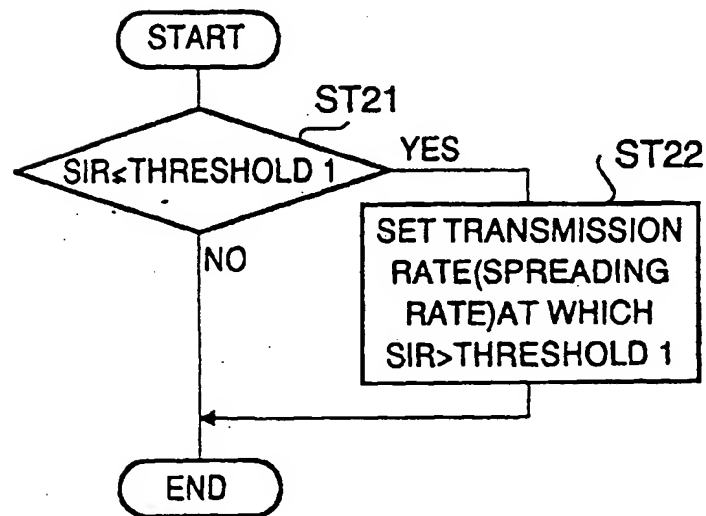 START
ST21
SIR≤THRESHOLD 1
YES
ST22
SET TRANSMISSION
RATE(SPREADING
RATE)AT WHICH
SIR>THRESHOLD 1
NO
END